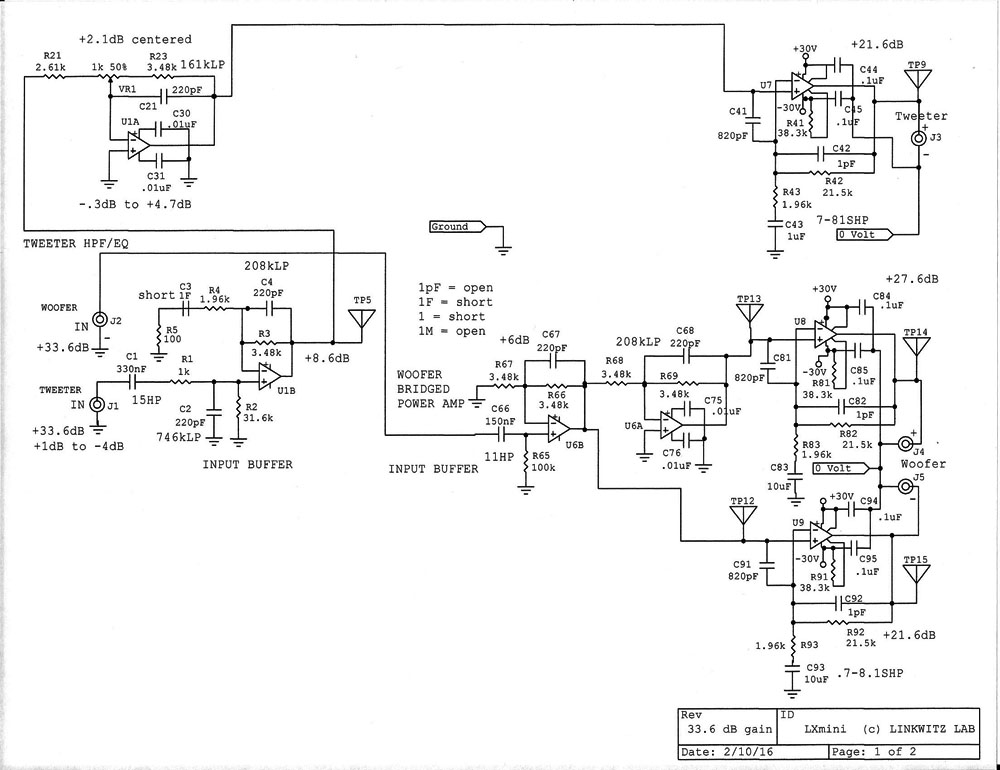 +2.1dB centered
R21
2.61k
1k 50%
R23
3.48k
161kLP
VR1
220pF
C21
U1A
C30
.01uF
C31
.01uF
-.3dB to +4.7dB
+30V
+21.6dB
C44
.1uF
TP9
U7
-30V
C45
.1uF
C41
820pF
R41
38.3k
Tweeter
+
J3
-
C42
1pF
R42
21.5k
R43
1.96k
C43
1uF
7-81SHP
0 Volt
Ground
TWEETER HPF/EQ
208kLP
WOOFER
IN
J2
+33.6dB
-
short
C3
1F
R4
1.96k
C4
220pF
TP5
R5
100
R3
3.48k
+8.6dB
C1
330nF
R1
1k
U1B
15HP
TWEETER
IN
J1
C2
220pF
R2
31.6k
746kLP
+33.6dB
+1dB to -4dB
INPUT BUFFER
1pF = open
1F = short
1 = short
1M = open
+6dB
C67
220pF
208kLP
C68
220pF
WOOFER
BRIDGED
POWER AMP
R67
3.48k
R66
3.48k
R68
3.48k
R69
3.48k
C66
150nF
U6B
11HP
R65
100k
INPUT BUFFER
U6A
C75
.01uF
C76
.01uF
TP13
+27.6dB
+30V
U8
C84
.1uF
TP14
C81
820pF
-30V
R81
38.3k
C85
.1uF
C82
1pF
R82
21.5k
R83
1.96k
+
J4
0 Volt
Woofer
C83
10uF
J5
-
TP12
+30V
C94
.1uF
U9
-30V
C95
.1uF
C91
820pF
R91
38.3k
TP15
C92
1pF
R92
21.5k
+21.6dB
1.96k R93
C93
10uF
.7-8.1SHP
Rev
33.6 dB gain
ID
LXmini (c) LINKWITZ LAB
Date: 2/10/16
Page: 1 of 2